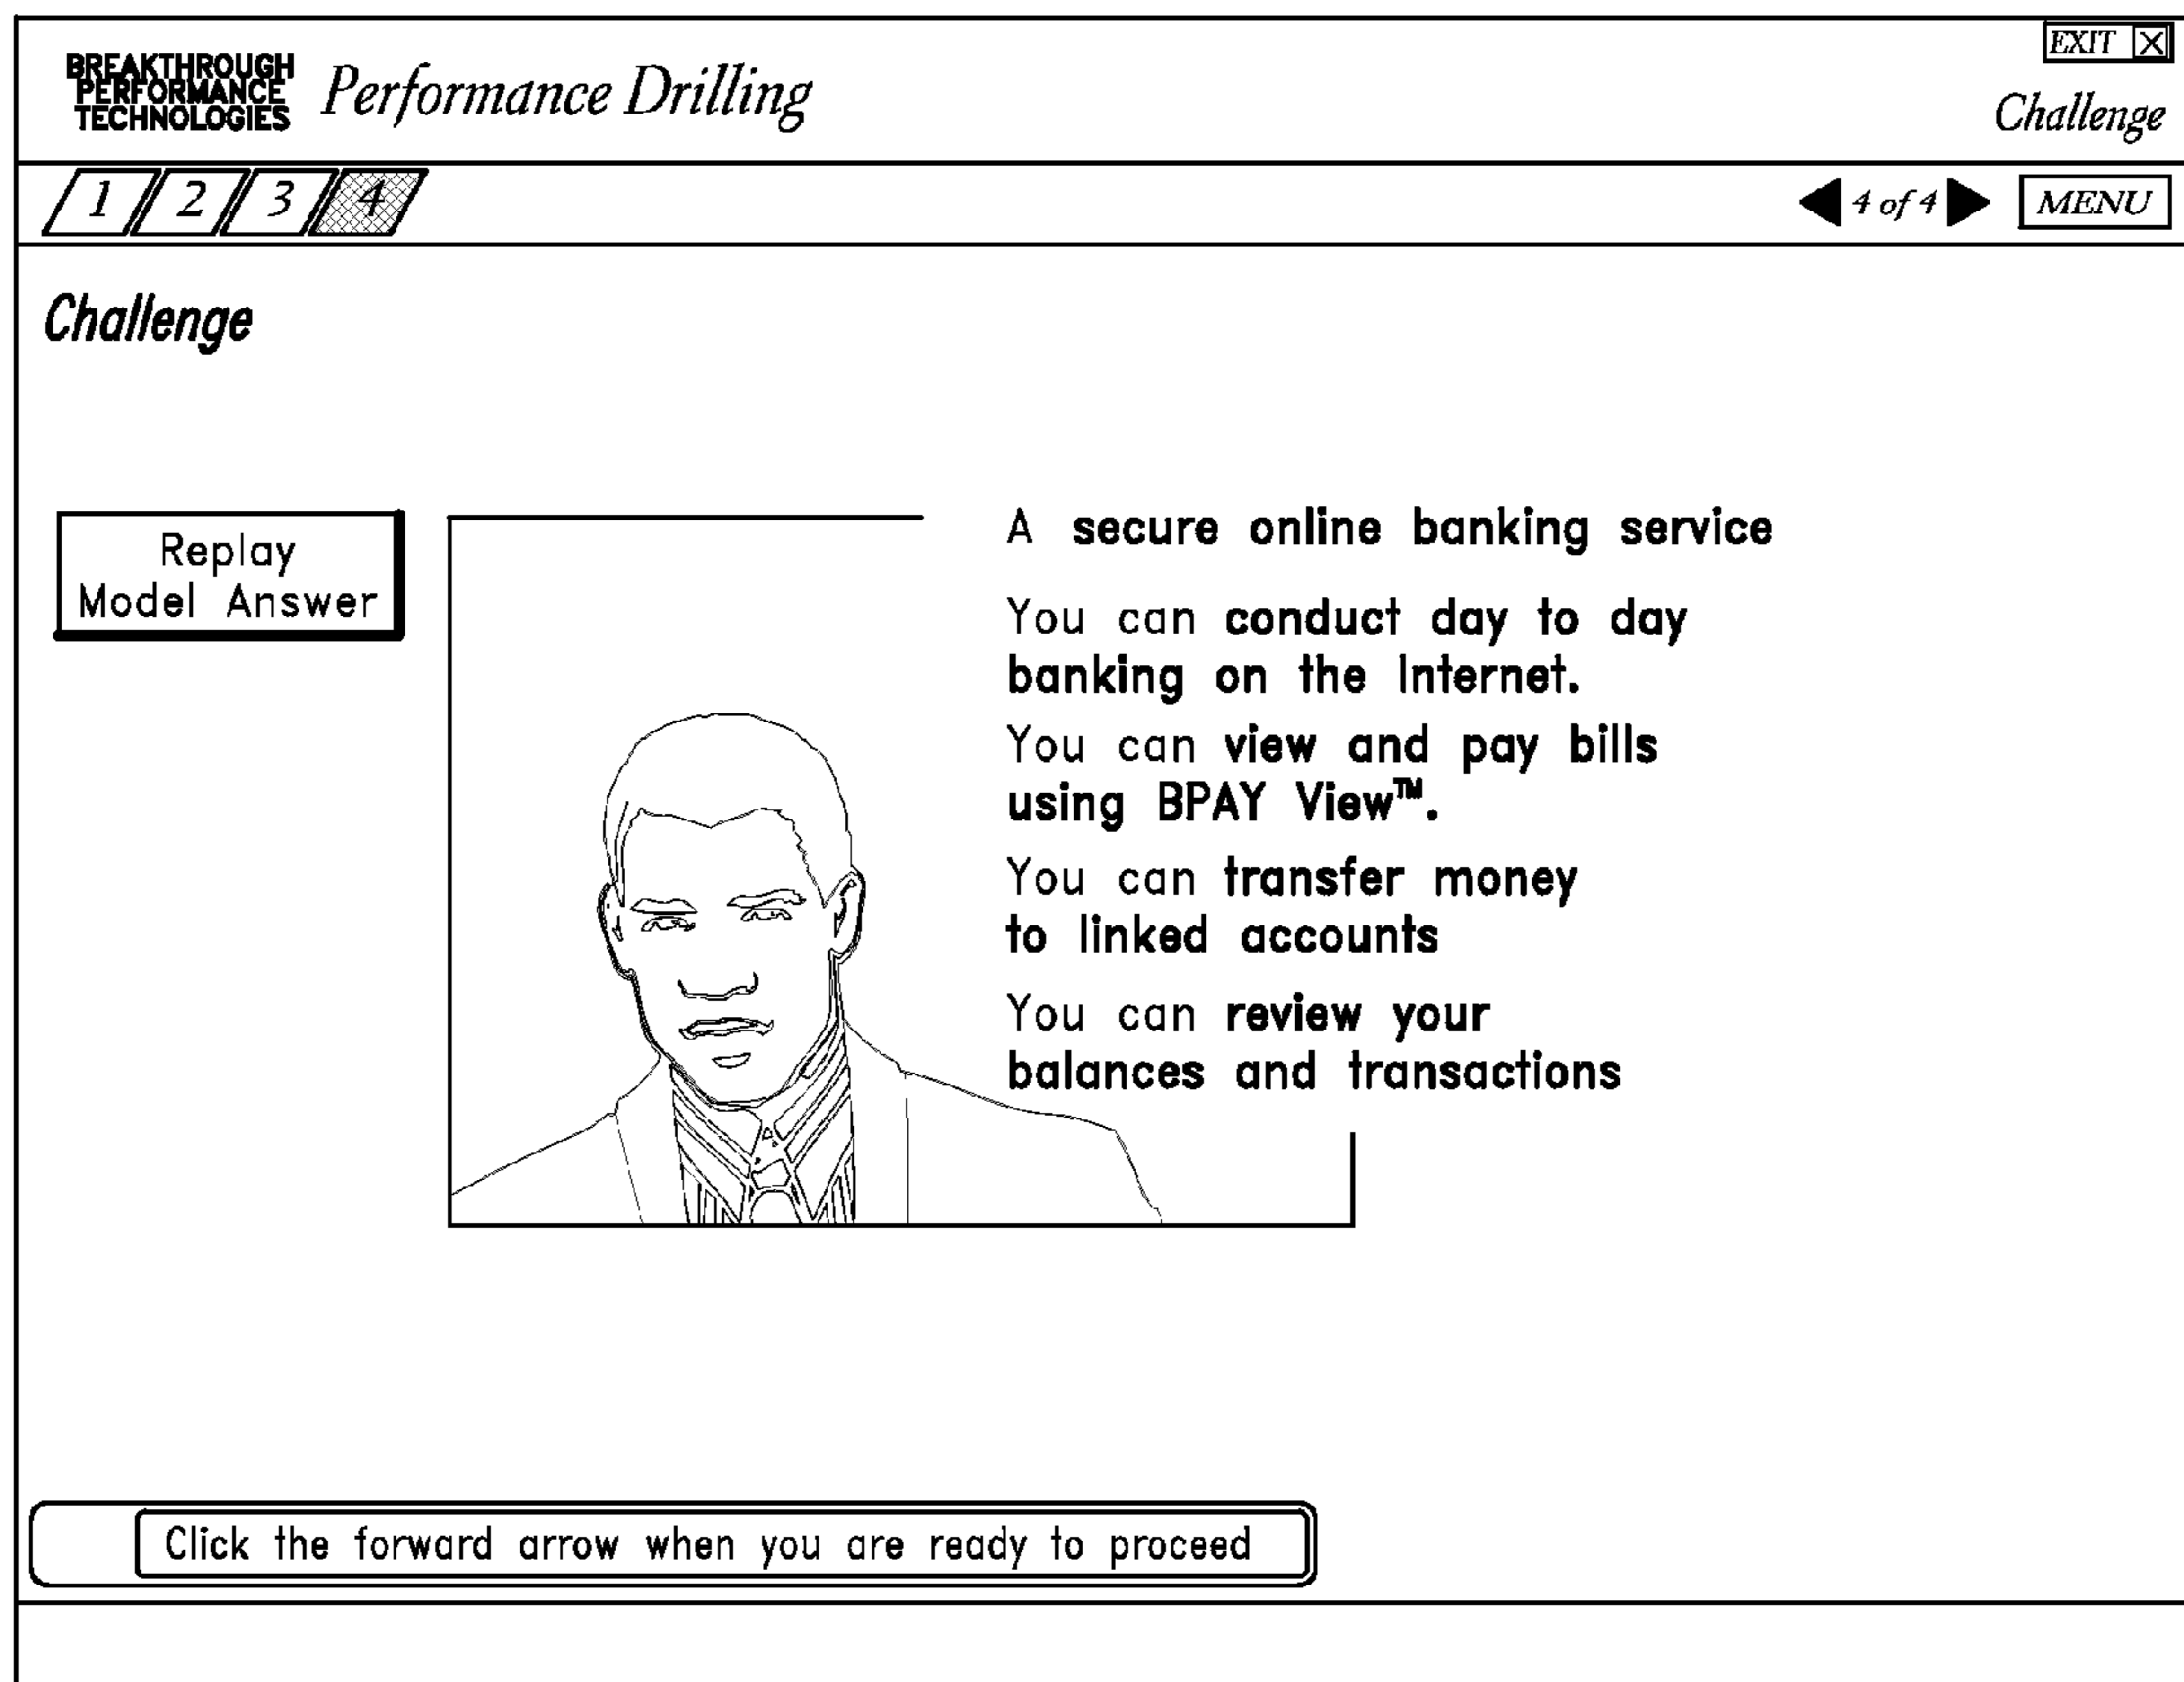 EXIT X
BREAKTHROUGH
PERFORMANCE
TECHNOLOGIES
Performance Drilling
Challenge
1 2 3 4
4 of 4
MENU
Challenge
Replay
Model Answer
A secure online banking service
You can conduct day to day
banking on the Internet.
You can view and pay bills
using BPAY View™.
You can transfer money
to linked accounts
You can review your
balances and transactions
Click the forward arrow when you are ready to proceed